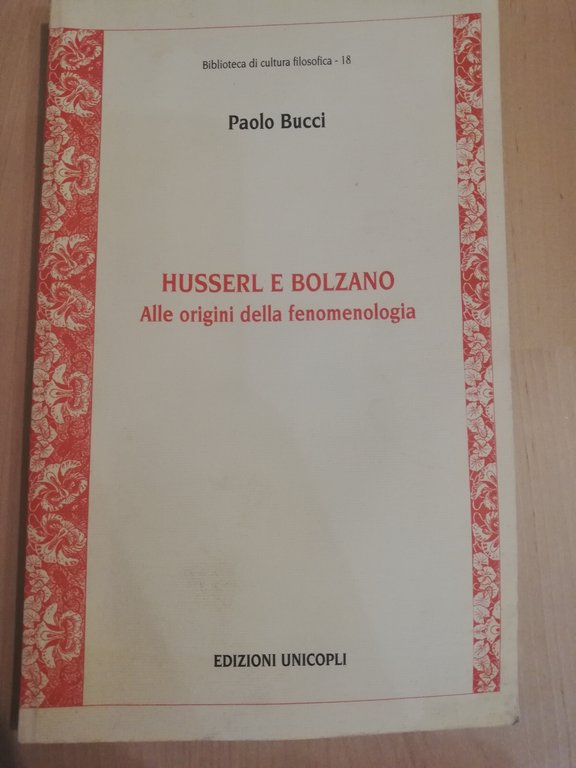 Biblioteca di cultura filosofica - 18
Paolo Bucci
HUSSERL E BOLZANO
Alle origini della fenomenologia
EDIZIONI UNICOPLI